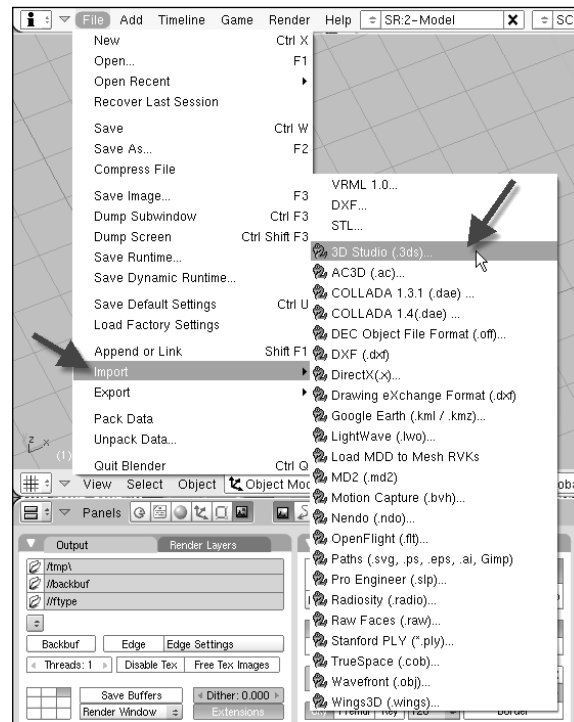 File Add Timeline Game Render Help SR:2-Model X SC
New Ctrl X
Open... F1
Open Recent
Recover Last Session
Save Ctrl W
Save As... F2
Compress File
Save Image... F3
Dump Subwindow Ctrl F3
Dump Screen Ctrl Shift F3
Save Runtime...
Save Dynamic Runtime...
Save Default Settings Ctrl U
Load Factory Settings
Append or Link Shift F1
Import
Export
Pack Data
Unpack Data...
Quit Blender Ctrl Q
VRML 1.0...
DXF...
STL...
3D Studio (.3ds)...
AC3D (.ac)...
COLLADA 1.3.1 (.dae) ...
COLLADA 1.4(.dae) ...
DEC Object File Format (.off)...
DXF (.dxf)
DirectX(.x)...
Drawing eXchange Format (.dxf)
Google Earth (.kml / .kmz)...
LightWave (.lwo)...
Load MDD to Mesh RVKs
MD2 (.md2)
Motion Capture (.bvh)...
Nendo (.ndo)...
OpenFlight (.flt)...
Paths (.svg, .ps, .eps, .ai, Gimp)
Pro Engineer (.slp)...
Radiosity (.radio)...
Raw Faces (.raw)...
Stanford PLY (*.ply)...
TrueSpace (.cob)...
Wavefront (.obj)...
Wings3D (.wings)...
z x
(1)
View Select Object Object Mod oba
Panels
Output Render Layers
/tmp\
//backbuf
//ftype
Backbuf Edge Edge Settings
Threads: 1 Disable Tex Free Tex Images
Save Buffers Dither: 0.000
Render Window Extensions
Key 120 Border